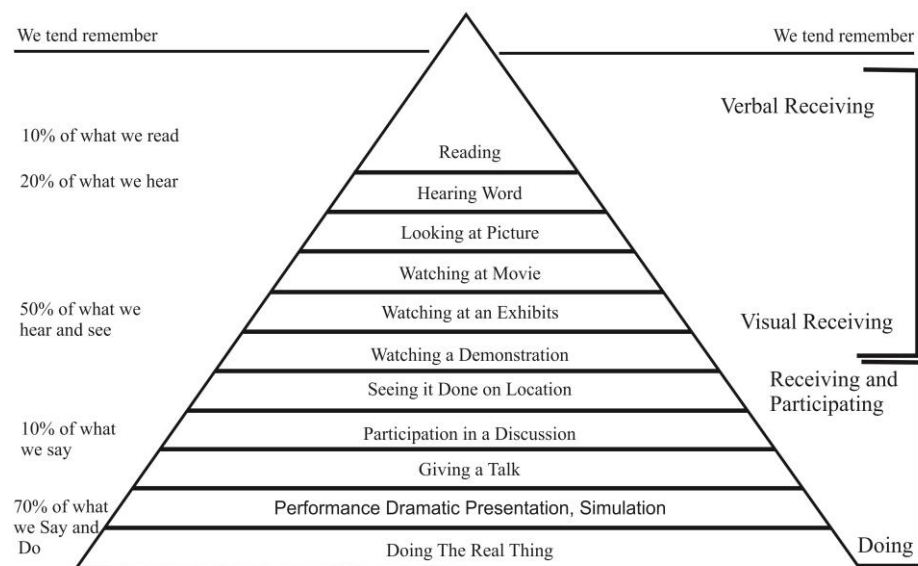 We tend remember
We tend remember
Verbal Receiving
10% of what we read
Reading
20% of what we hear
Hearing Word
Looking at Picture
Watching at Movie
50% of what we
hear and see
Watching at an Exhibits
Visual Receiving
Watching a Demonstration
Receiving and
Participating
Seeing it Done on Location
10% of what
we say
Participation in a Discussion
Giving a Talk
70% of what
we Say and
Do
Performance Dramatic Presentation, Simulation
Doing The Real Thing
Doing